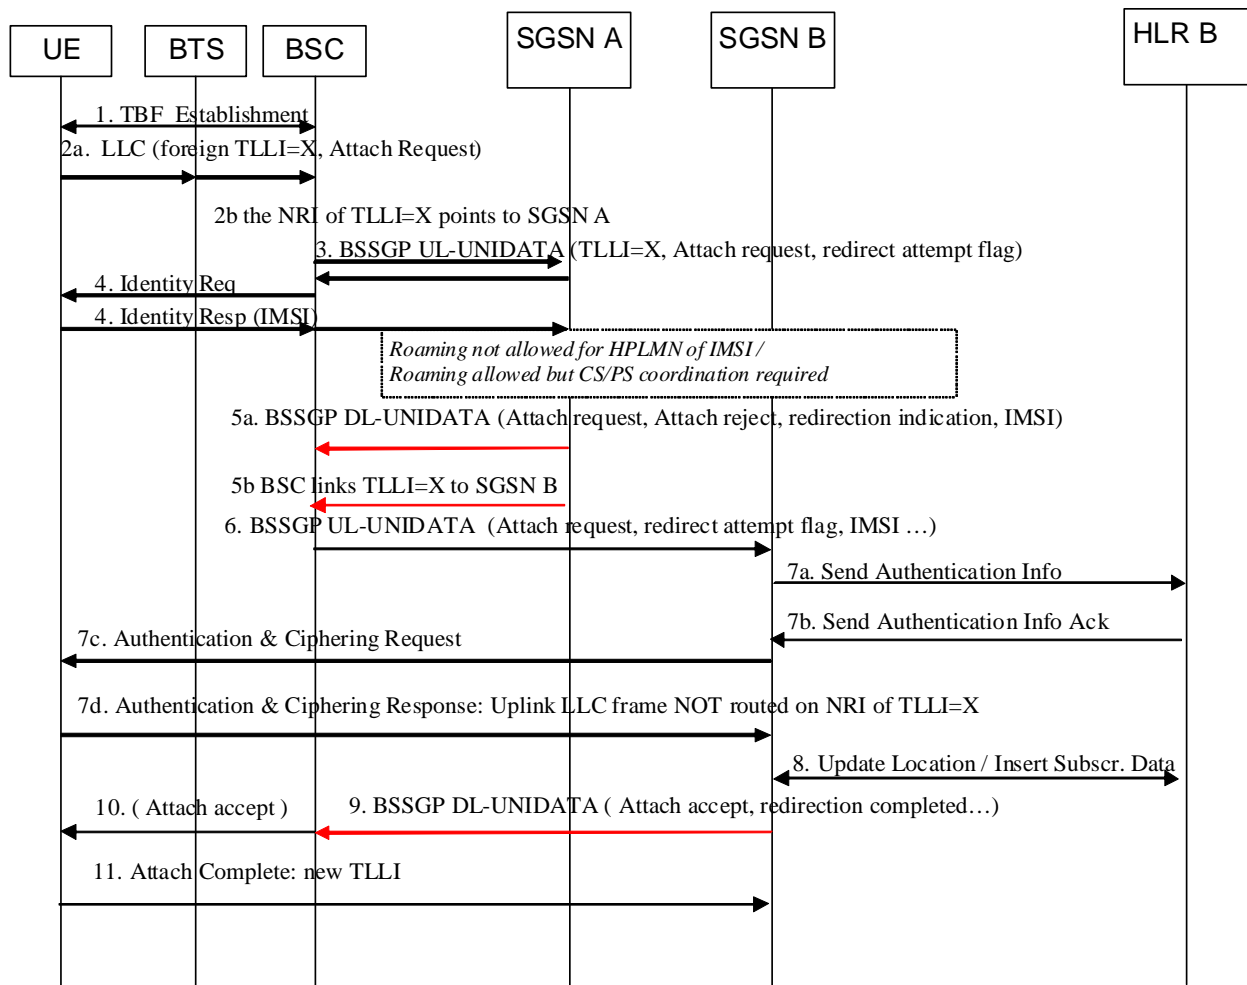 UE
BTS
BSC
SGSN A
SGSN B
HLR B
1. TBF Establishment
2a. LLC (foreign TLLI=X, Attach Request)
2b the NRI of TLLI=X points to SGSN A
3. BSSGP UL-UNIDATA (TLLI=X, Attach request, redirect attempt flag)
4. Identity Req
4. Identity Resp (IMSI)
Roaming not allowed for HPLMN of IMSI /
Roaming allowed but CS/PS coordination required
5a. BSSGP DL-UNIDATA (Attach request, Attach reject, redirection indication, IMSI)
5b BSC links TLLI=X to SGSN B
6. BSSGP UL-UNIDATA (Attach request, redirect attempt flag, IMSI …)
7a. Send Authentication Info
7b. Send Authentication Info Ack
7c. Authentication & Ciphering Request
7d. Authentication & Ciphering Response: Uplink LLC frame NOT routed on NRI of TLLI=X
8. Update Location / Insert Subscr. Data
10. ( Attach accept )
9. BSSGP DL-UNIDATA ( Attach accept, redirection completed…)
11. Attach Complete: new TLLI